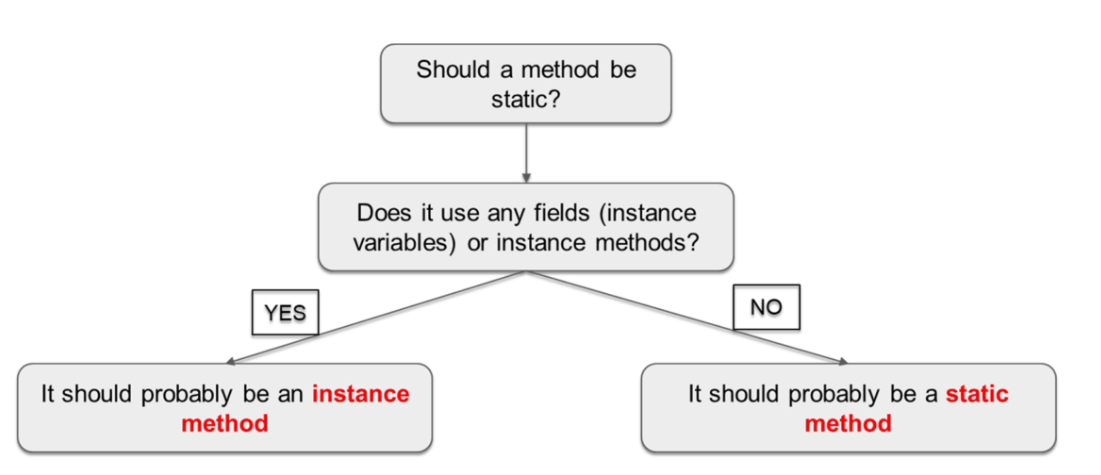 Should a method be
static?
Does it use any fields (instance
variables) or instance methods?
YES
NO
It should probably be an instance
method
It should probably be a static
method